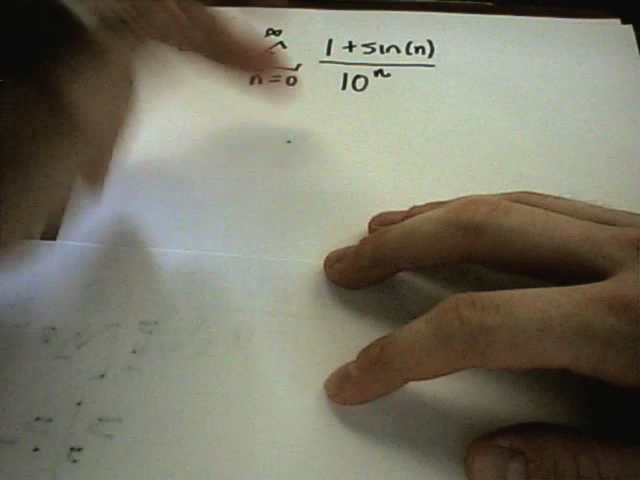 ∞
Σ
n=0
1+sin(n)
10ⁿ